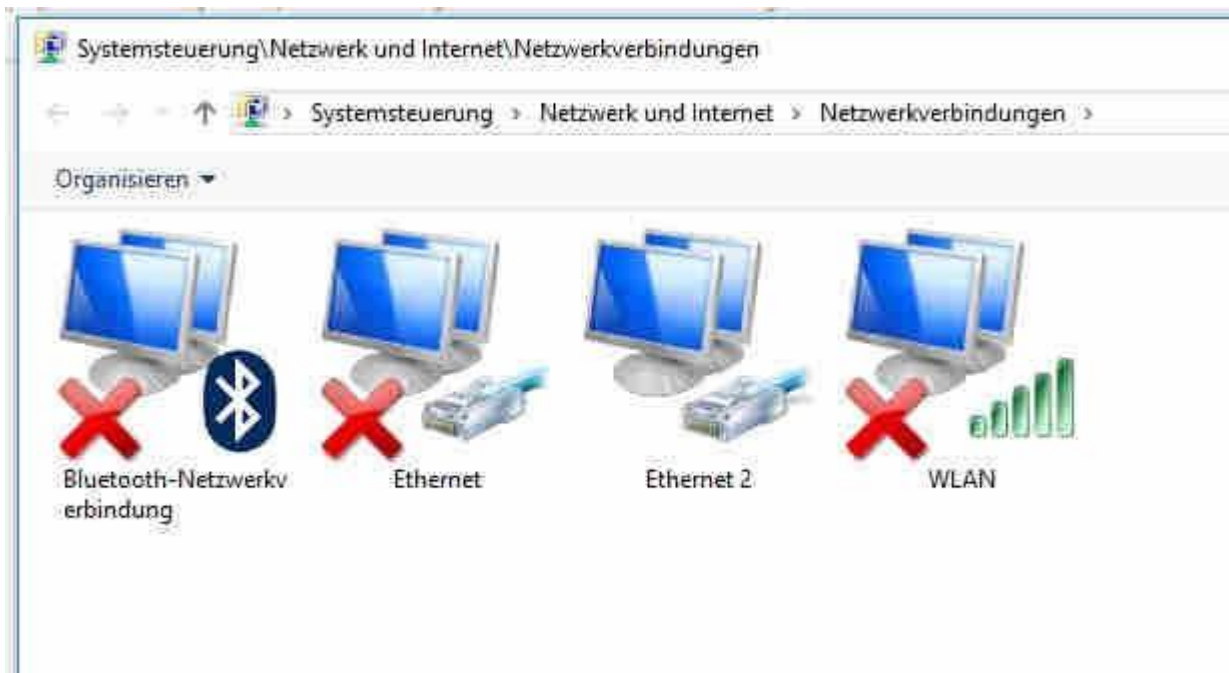 Systemsteuerung\Netzwerk und Internet\Netzwerkverbindungen
Systemsteuerung > Netzwerk und Internet > Netzwerkverbindungen >
Organisieren
Bluetooth-Netzwerkv
erbindung
Ethernet
Ethernet 2
WLAN